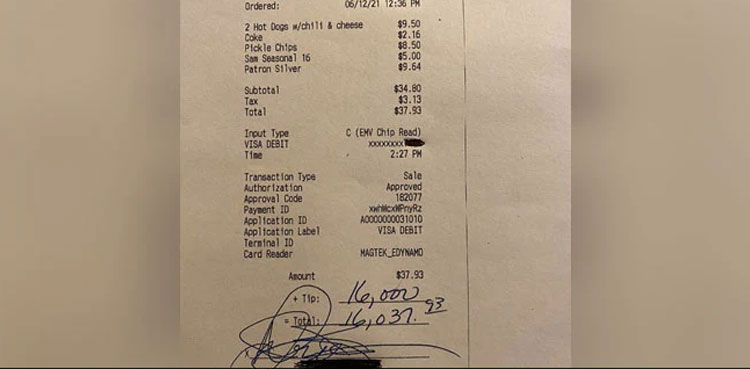 Ordered: 06/12/21 12:36 PM
2 Hot Dogs w/chili & cheese $9.50
Coke $2.16
Pickle Chips $8.50
Sam Seasonal 16 $5.00
Patron Silver $9.64
Subtotal $34.80
Tax $3.13
Total $37.93
Input Type C (EMV Chip Read)
VISA DEBIT xxxxxxxx
Time 2:27 PM
Transaction Type Sale
Authorization Approved
Approval Code 182077
Payment ID xwhWcxWPnyRz
Application ID A0000000031010
Application Label VISA DEBIT
Terminal ID
Card Reader MAGTEK_EDYNAMO
Amount $37.93
+ Tip: 16,000
= Total: 16,037.93
x